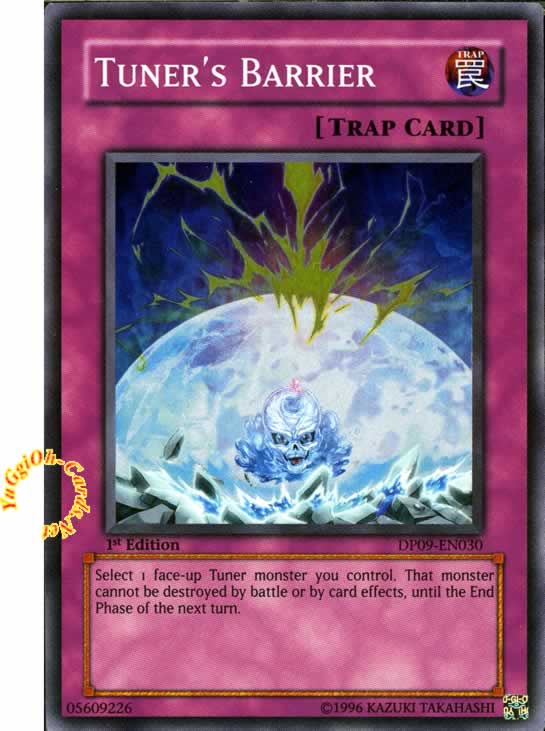 TUNER'S BARRIER
TRAP
罠
[TRAP CARD]
YuGgiOh-Cards.Net
1st Edition
DP09-EN030
Select 1 face-up Tuner monster you control. That monster
cannot be destroyed by battle or by card effects, until the End
Phase of the next turn.
05609226
©1996 KAZUKI TAKAHASHI